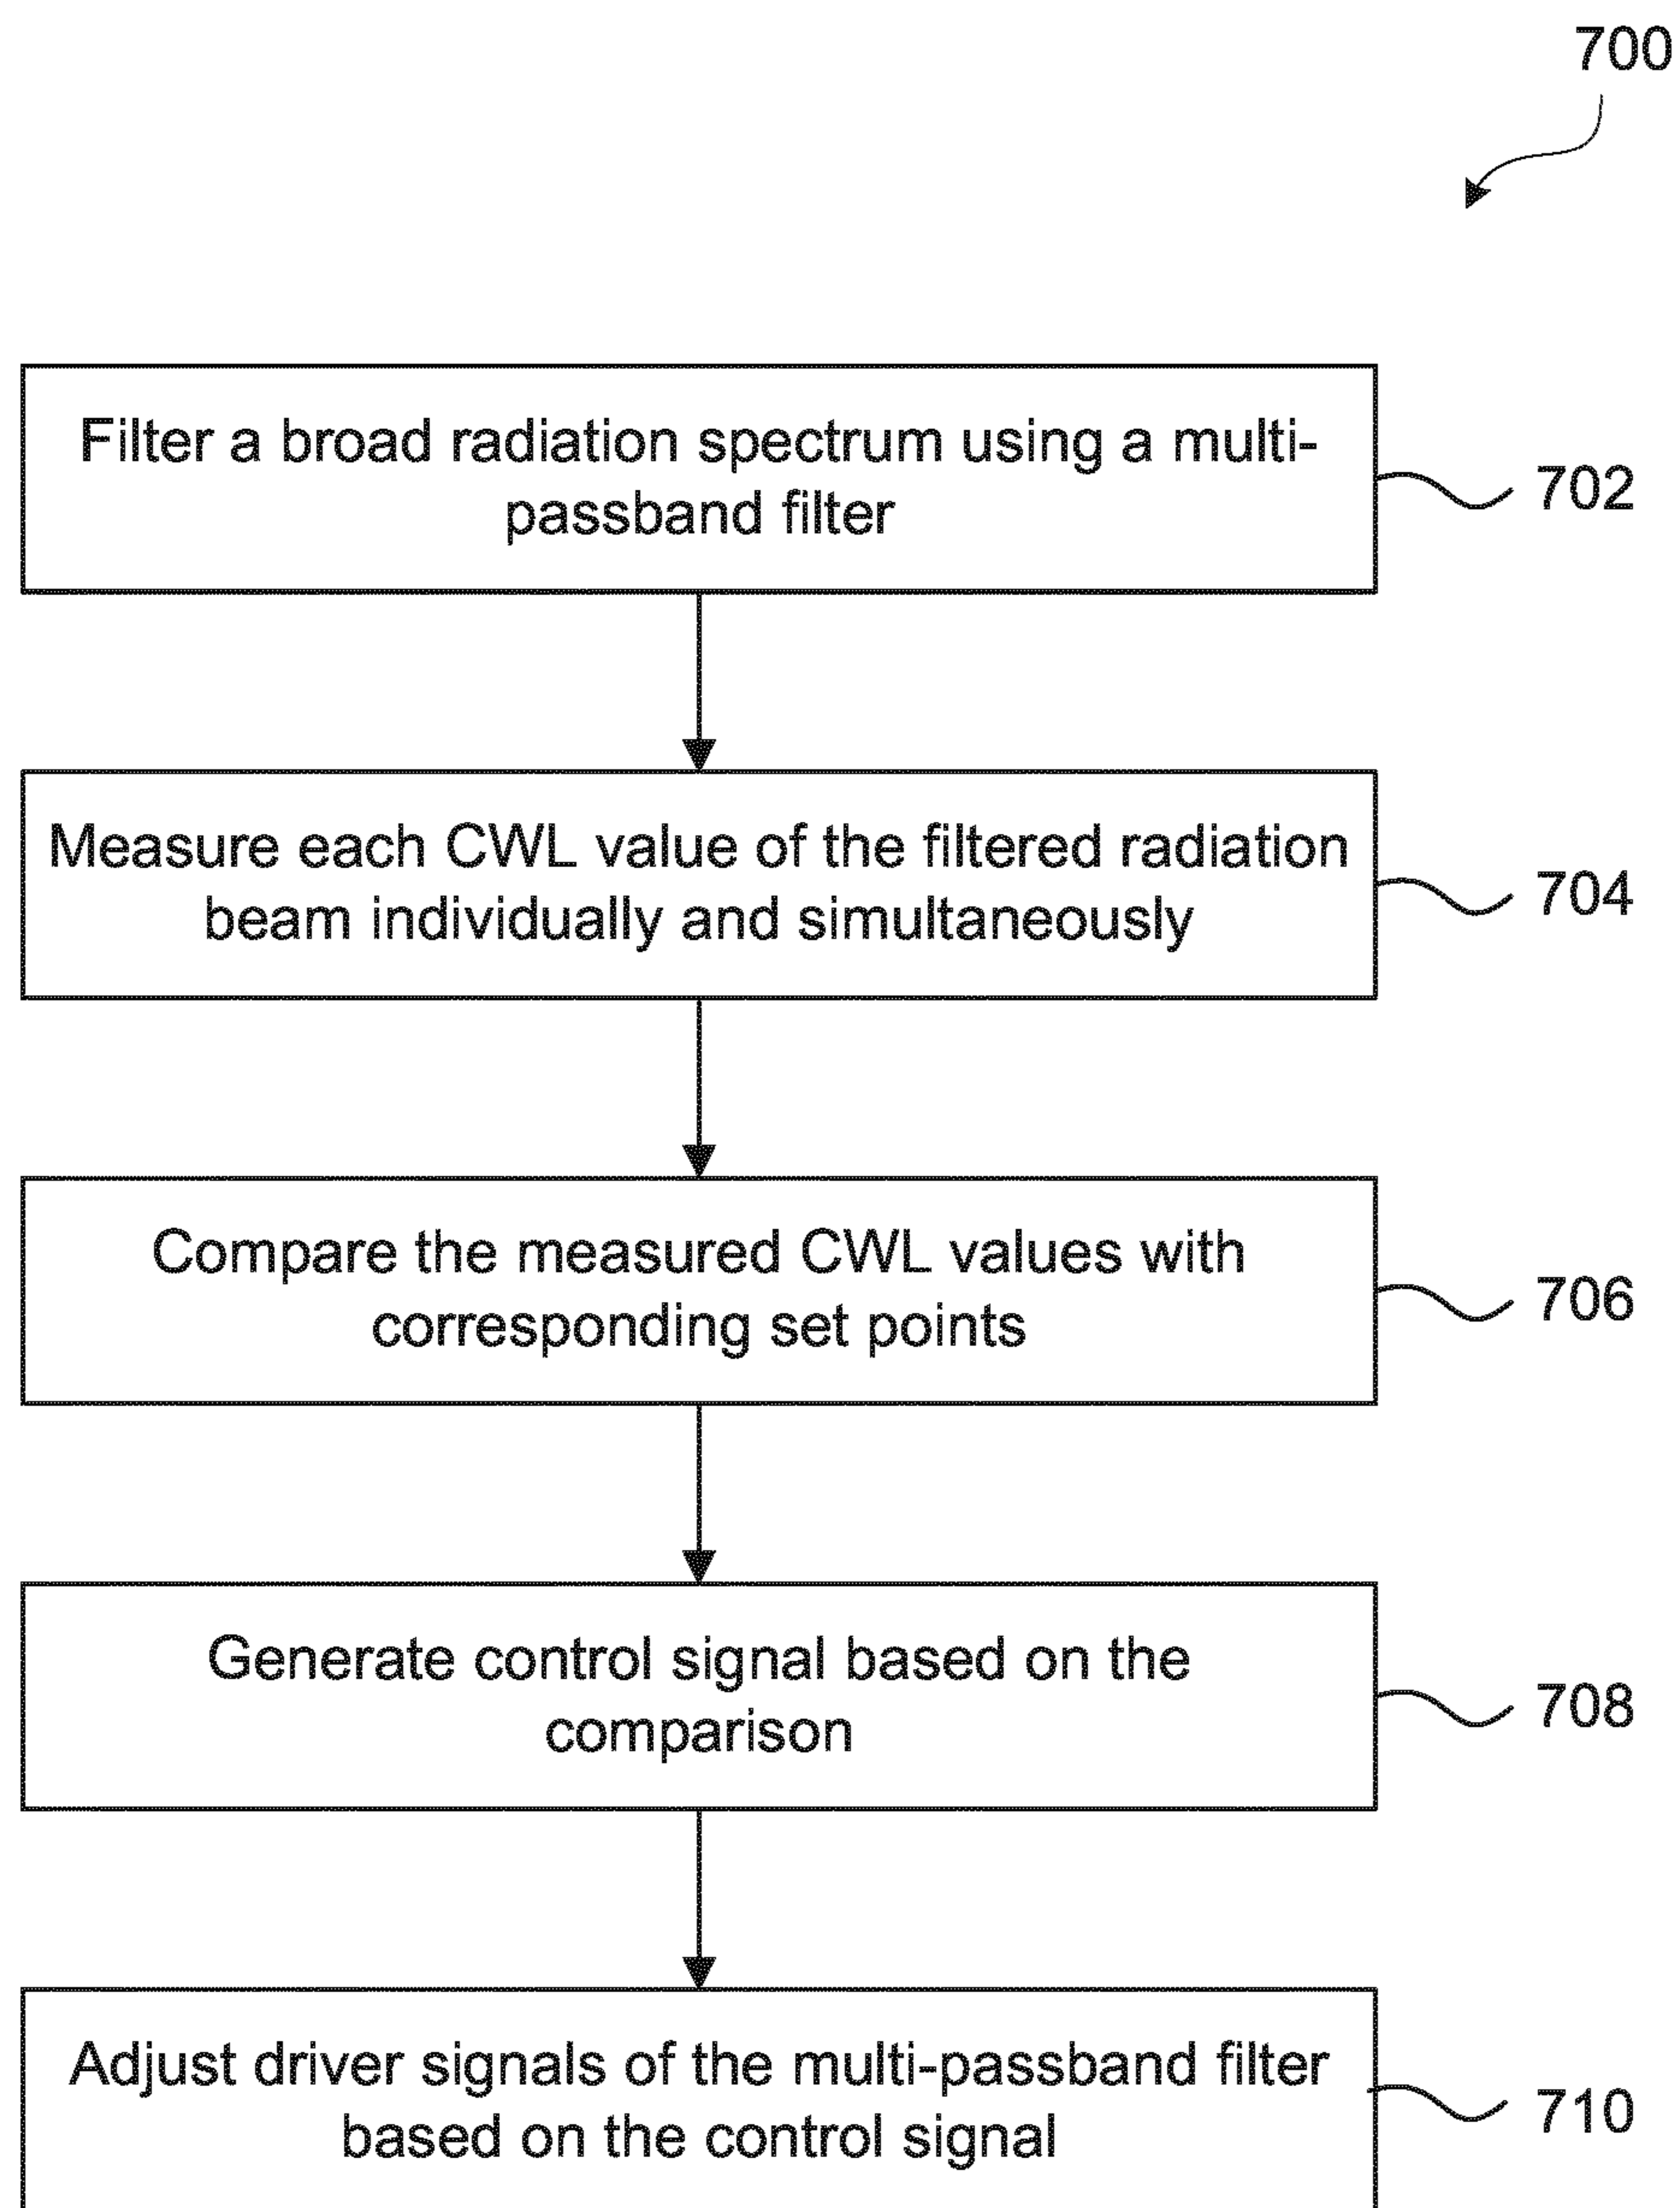 700
Filter a broad radiation spectrum using a multi-
passband filter
702
Measure each CWL value of the filtered radiation
beam individually and simultaneously
704
Compare the measured CWL values with
corresponding set points
706
Generate control signal based on the
comparison
708
Adjust driver signals of the multi-passband filter
based on the control signal
710